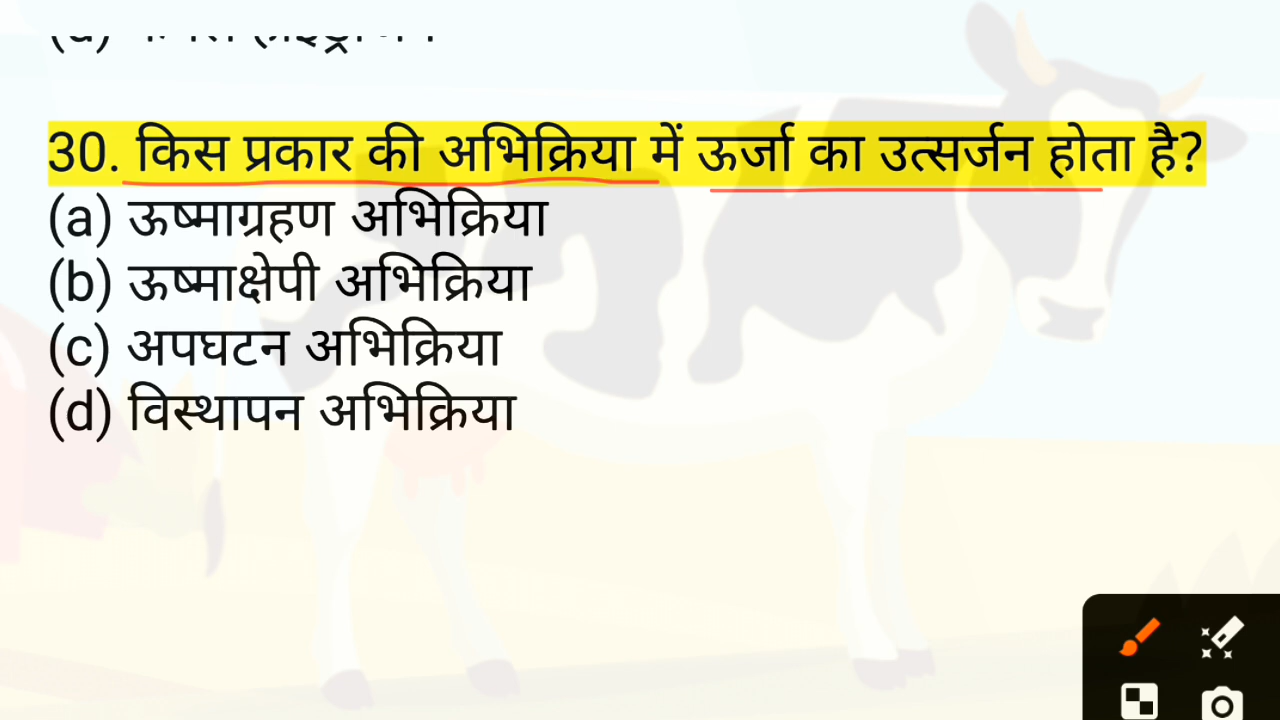 30. किस प्रकार की अभिक्रिया में ऊर्जा का उत्सर्जन होता है?
(a) ऊष्माग्रहण अभिक्रिया
(b) ऊष्माक्षेपी अभिक्रिया
(c) अपघटन अभिक्रिया
(d) विस्थापन अभिक्रिया